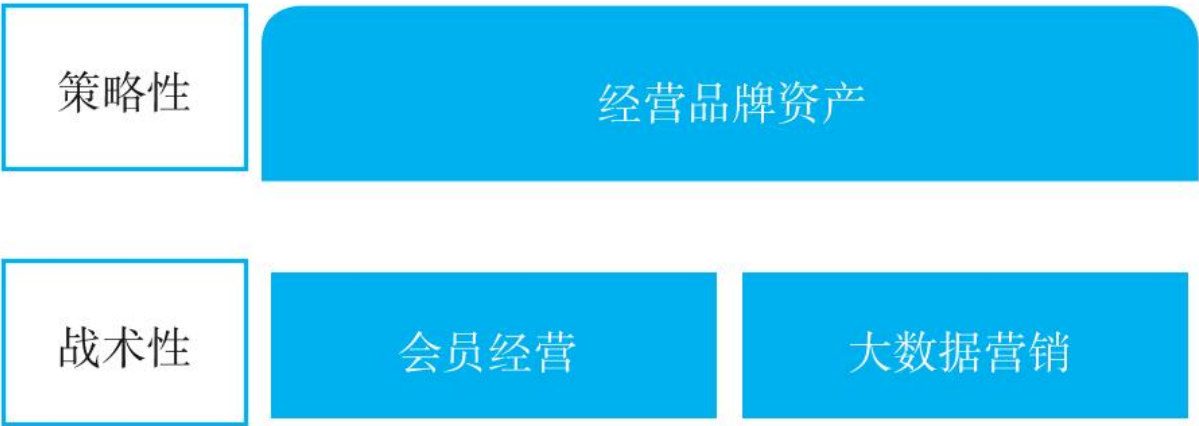 策略性
经营品牌资产
战术性
会员经营
大数据营销